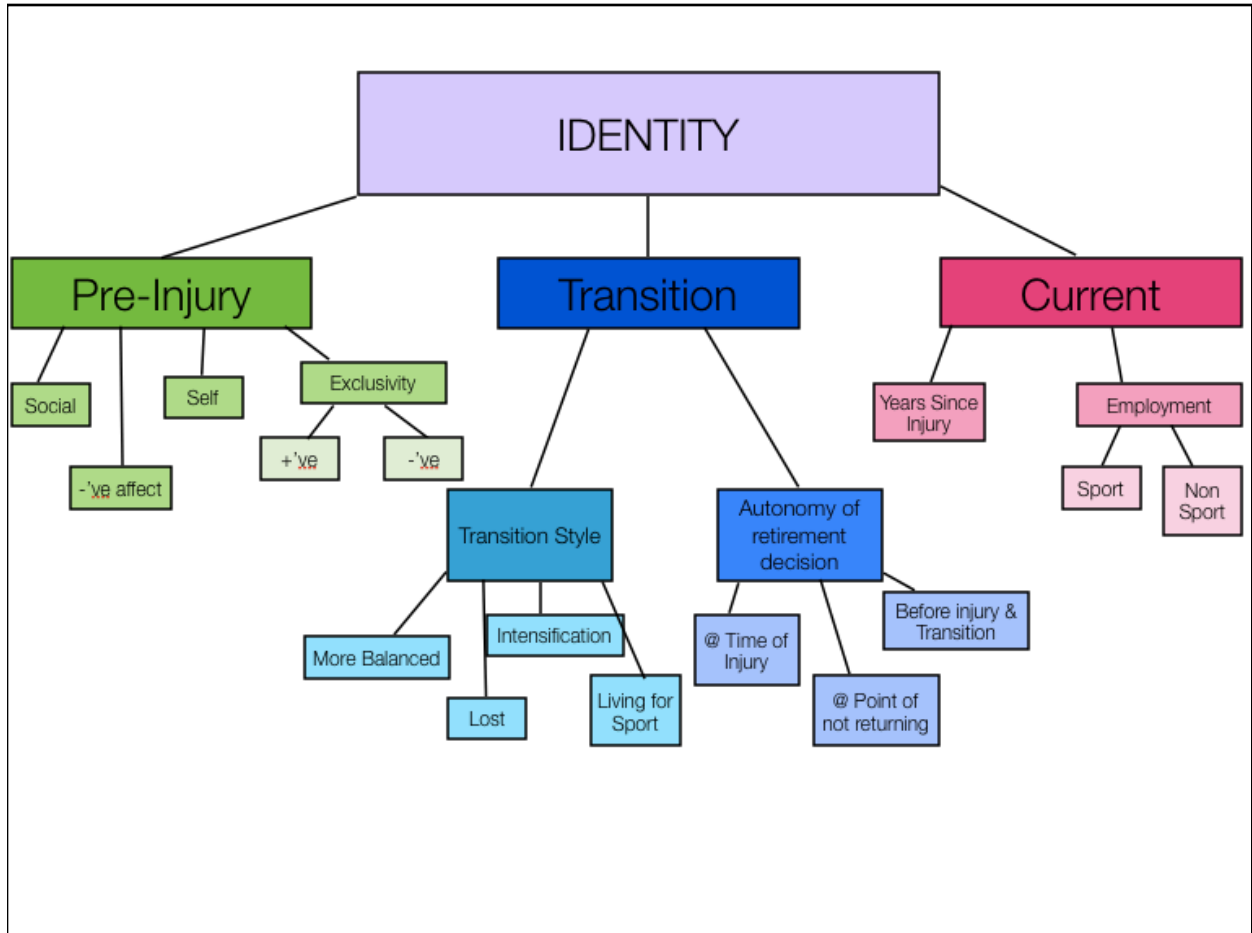 IDENTITY
Pre-Injury
Transition
Current
Social
-'ve affect
Self
Exclusivity
+'ve
-'ve
Transition Style
More Balanced
Lost
Intensification
Living for
Sport
Autonomy of
retirement
decision
@ Time of
Injury
@ Point of
not returning
Before injury &
Transition
Years Since
Injury
Employment
Sport
Non
Sport